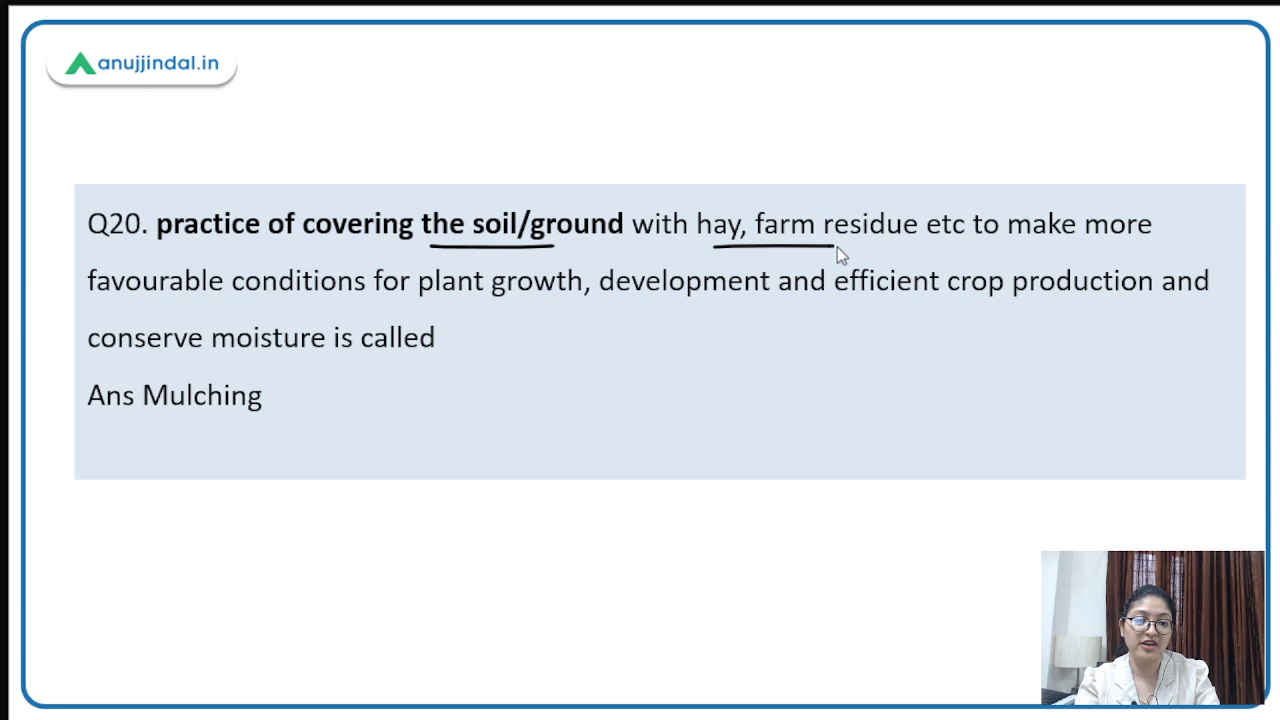 anujjindal.in
Q20. practice of covering the soil/ground with hay, farm residue etc to make more
favourable conditions for plant growth, development and efficient crop production and
conserve moisture is called
Ans Mulching